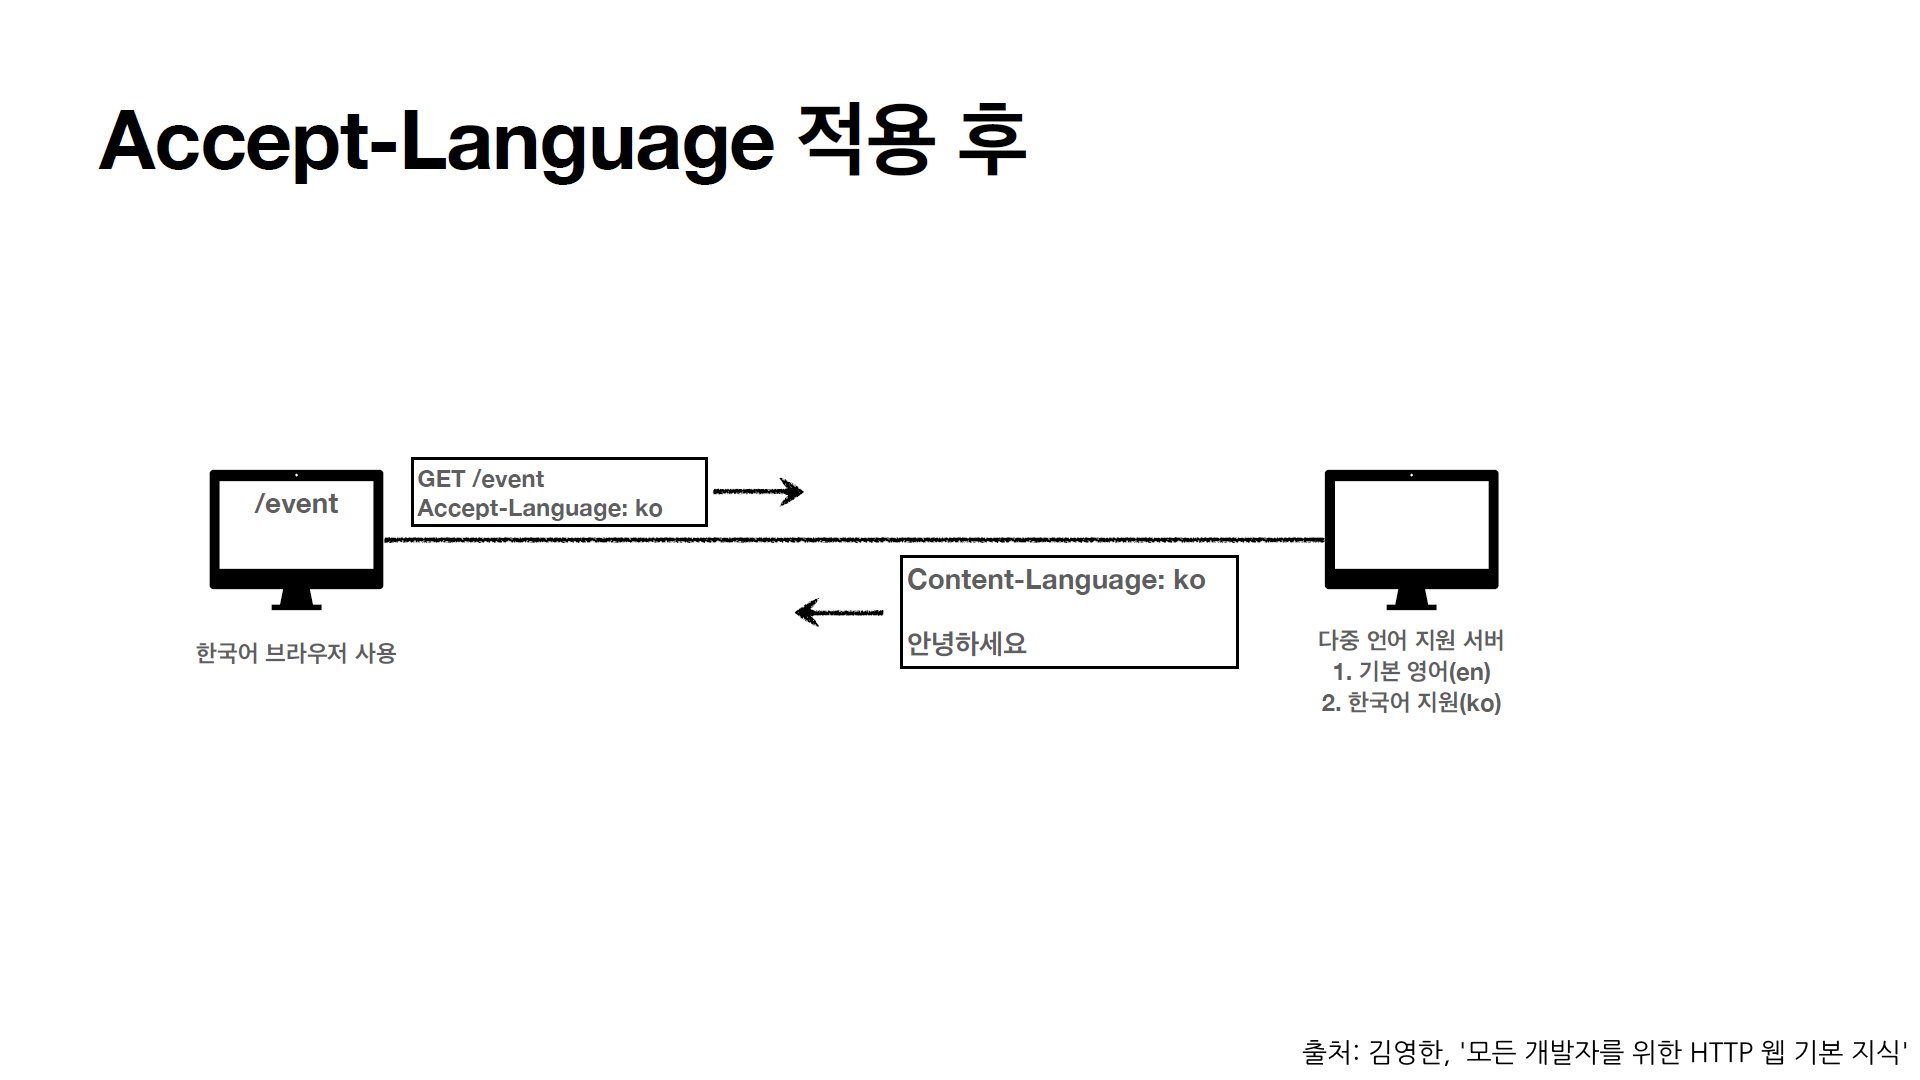 Accept-Language 적용 후
/event
GET /event
Accept-Language: ko
Content-Language: ko
안녕하세요
한국어 브라우저 사용
다중 언어 지원 서버
1. 기본 영어(en)
2. 한국어 지원(ko)
출처: 김영한, '모든 개발자를 위한 HTTP 웹 기본 지식'